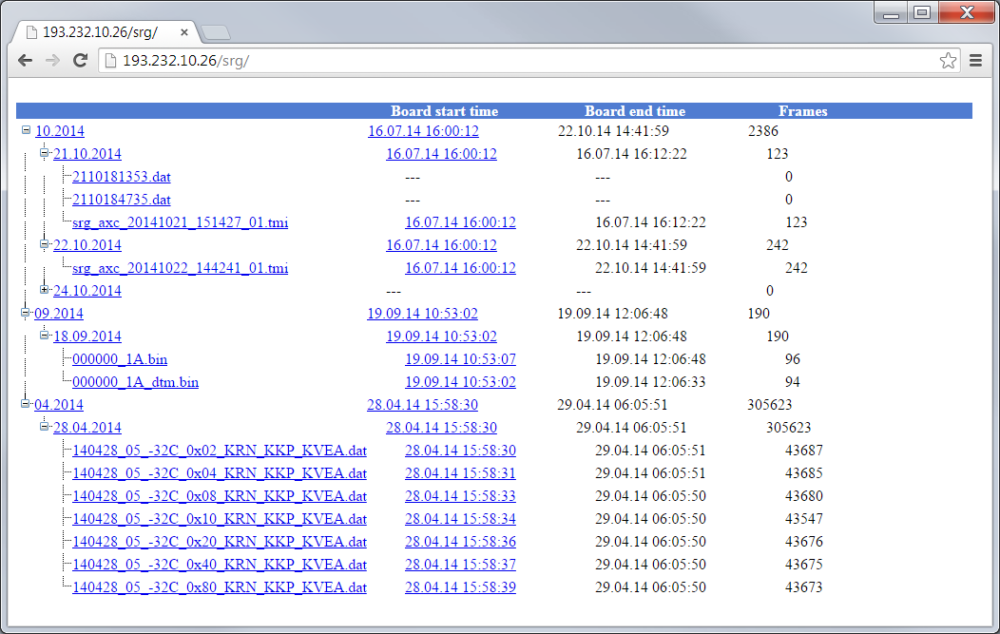 193.232.10.26/srg/
193.232.10.26/srg/
Board start time Board end time Frames
10.2014 16.07.14 16:00:12 22.10.14 14:41:59 2386
21.10.2014 16.07.14 16:00:12 16.07.14 16:12:22 123
2110181353.dat --- --- 0
2110184735.dat --- --- 0
srg_axc_20141021_151427_01.tmi 16.07.14 16:00:12 16.07.14 16:12:22 123
22.10.2014 16.07.14 16:00:12 22.10.14 14:41:59 242
srg_axc_20141022_144241_01.tmi 16.07.14 16:00:12 22.10.14 14:41:59 242
24.10.2014 --- --- 0
09.2014 19.09.14 10:53:02 19.09.14 12:06:48 190
18.09.2014 19.09.14 10:53:02 19.09.14 12:06:48 190
000000_1A.bin 19.09.14 10:53:07 19.09.14 12:06:48 96
000000_1A_dtm.bin 19.09.14 10:53:02 19.09.14 12:06:33 94
04.2014 28.04.14 15:58:30 29.04.14 06:05:51 305623
28.04.2014 28.04.14 15:58:30 29.04.14 06:05:51 305623
140428_05_-32C_0x02_KRN_KKP_KVEA.dat 28.04.14 15:58:30 29.04.14 06:05:51 43687
140428_05_-32C_0x04_KRN_KKP_KVEA.dat 28.04.14 15:58:31 29.04.14 06:05:51 43685
140428_05_-32C_0x08_KRN_KKP_KVEA.dat 28.04.14 15:58:33 29.04.14 06:05:50 43680
140428_05_-32C_0x10_KRN_KKP_KVEA.dat 28.04.14 15:58:34 29.04.14 06:05:50 43547
140428_05_-32C_0x20_KRN_KKP_KVEA.dat 28.04.14 15:58:36 29.04.14 06:05:50 43676
140428_05_-32C_0x40_KRN_KKP_KVEA.dat 28.04.14 15:58:37 29.04.14 06:05:50 43675
140428_05_-32C_0x80_KRN_KKP_KVEA.dat 28.04.14 15:58:39 29.04.14 06:05:50 43673